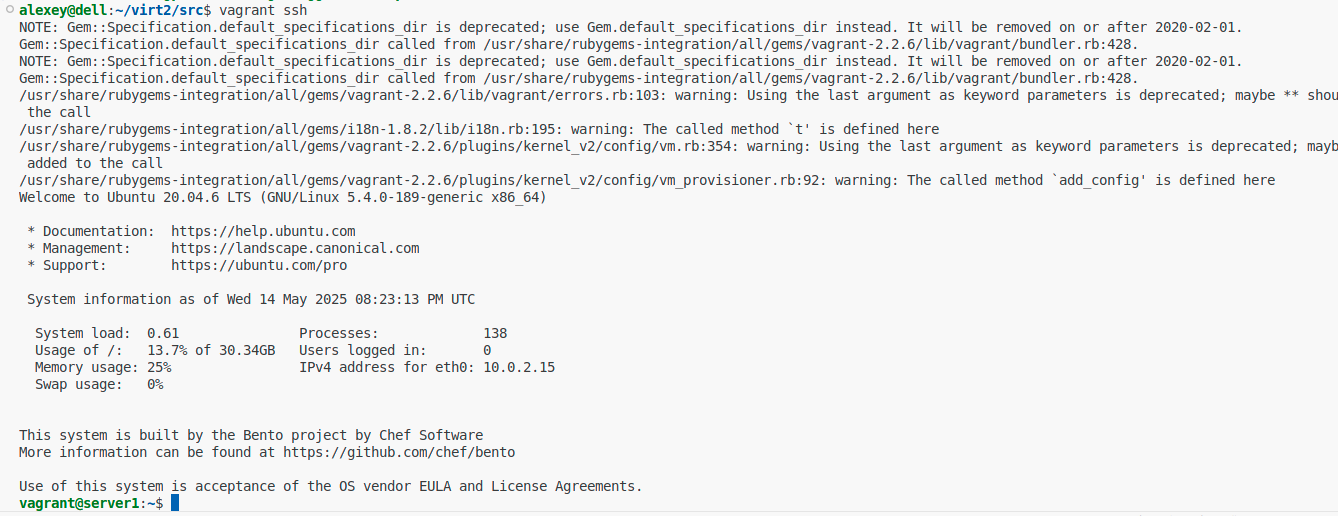 alexey@dell:~/virt2/src$ vagrant ssh
NOTE: Gem::Specification.default_specifications_dir is deprecated; use Gem.default_specifications_dir instead. It will be removed on or after 2020-02-01.
Gem::Specification.default_specifications_dir called from /usr/share/rubygems-integration/all/gems/vagrant-2.2.6/lib/vagrant/bundler.rb:428.
NOTE: Gem::Specification.default_specifications_dir is deprecated; use Gem.default_specifications_dir instead. It will be removed on or after 2020-02-01.
Gem::Specification.default_specifications_dir called from /usr/share/rubygems-integration/all/gems/vagrant-2.2.6/lib/vagrant/bundler.rb:428.
/usr/share/rubygems-integration/all/gems/vagrant-2.2.6/lib/vagrant/errors.rb:103: warning: Using the last argument as keyword parameters is deprecated; maybe ** shou
the call
/usr/share/rubygems-integration/all/gems/i18n-1.8.2/lib/i18n.rb:195: warning: The called method `t' is defined here
/usr/share/rubygems-integration/all/gems/vagrant-2.2.6/plugins/kernel_v2/config/vm.rb:354: warning: Using the last argument as keyword parameters is deprecated; mayb
added to the call
/usr/share/rubygems-integration/all/gems/vagrant-2.2.6/plugins/kernel_v2/config/vm_provisioner.rb:92: warning: The called method `add_config' is defined here
Welcome to Ubuntu 20.04.6 LTS (GNU/Linux 5.4.0-189-generic x86_64)
* Documentation:  https://help.ubuntu.com
* Management:     https://landscape.canonical.com
* Support:        https://ubuntu.com/pro
System information as of Wed 14 May 2025 08:23:13 PM UTC
System load:  0.61               Processes:             138
Usage of /:   13.7% of 30.34GB   Users logged in:       0
Memory usage: 25%                IPv4 address for eth0: 10.0.2.15
Swap usage:   0%
This system is built by the Bento project by Chef Software
More information can be found at https://github.com/chef/bento
Use of this system is acceptance of the OS vendor EULA and License Agreements.
vagrant@server1:~$